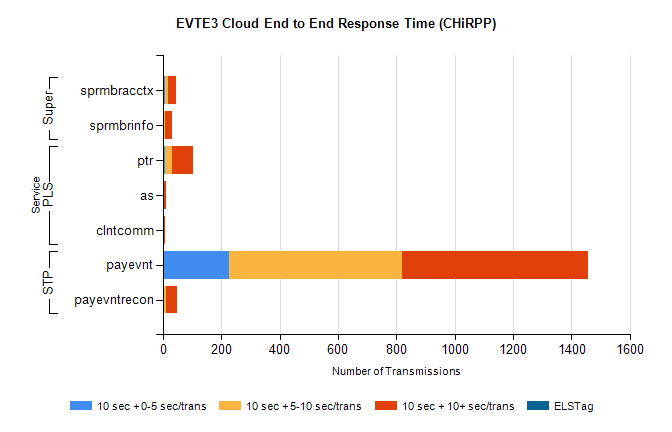 EVTE3 Cloud End to End Response Time (CHiRPP)
Super
sprmbracctx
sprmbrinfo
Service
PLS
ptr
as
clntcomm
STP
payevnt
payevntrecon
0 200 400 600 800 1000 1200 1400 1600
Number of Transmissions
10 sec +0-5 sec/trans 10 sec +5-10 sec/trans 10 sec + 10+ sec/trans ELSTag